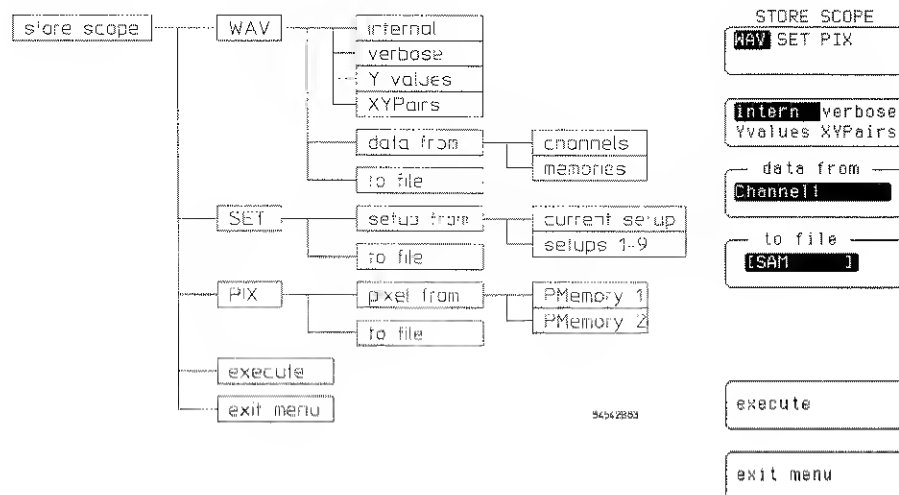 store scope
WAV
internal
verbose
Y values
XYPairs
data from
channels
memories
to file
SET
setup from
current setup
setups 1-9
to file
PIX
pixel from
PMemory 1
PMemory 2
to file
execute
exit menu
STORE SCOPE
WAV SET PIX
intern verbose
Yvalues XYPairs
data from
Channel1
to file
[SAM ]
execute
exit menu